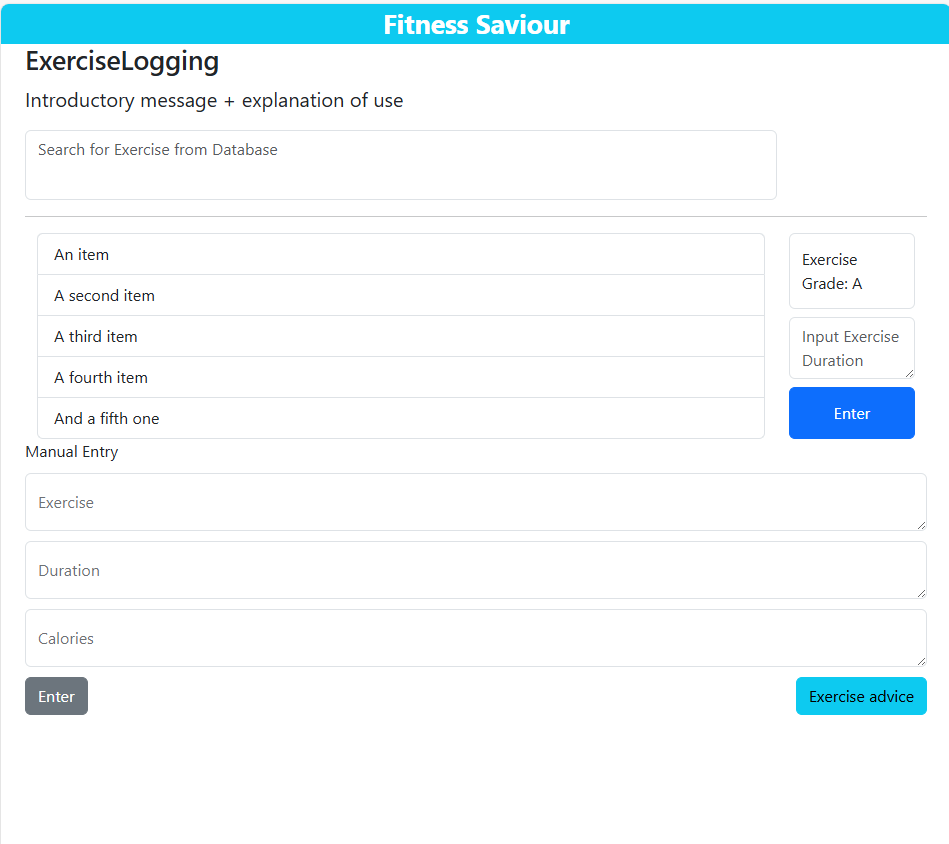 Fitness Saviour
ExerciseLogging
Introductory message + explanation of use
Search for Exercise from Database
An item
A second item
A third item
A fourth item
And a fifth one
Exercise
Grade: A
Input Exercise
Duration
Enter
Manual Entry
Exercise
Duration
Calories
Enter
Exercise advice